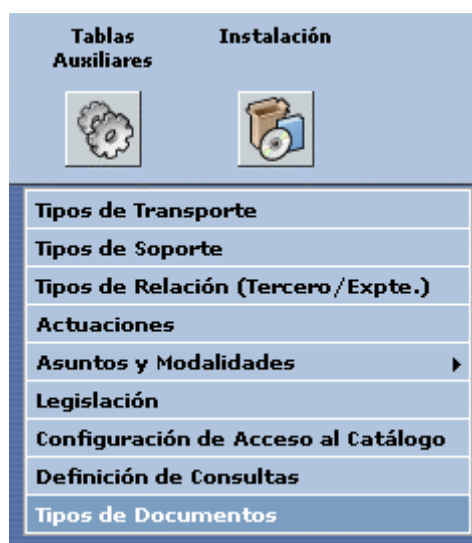 Tablas Auxiliares
Instalación
Tipos de Transporte
Tipos de Soporte
Tipos de Relación (Tercero/Expte.)
Actuaciones
Asuntos y Modalidades
Legislación
Configuración de Acceso al Catálogo
Definición de Consultas
Tipos de Documentos